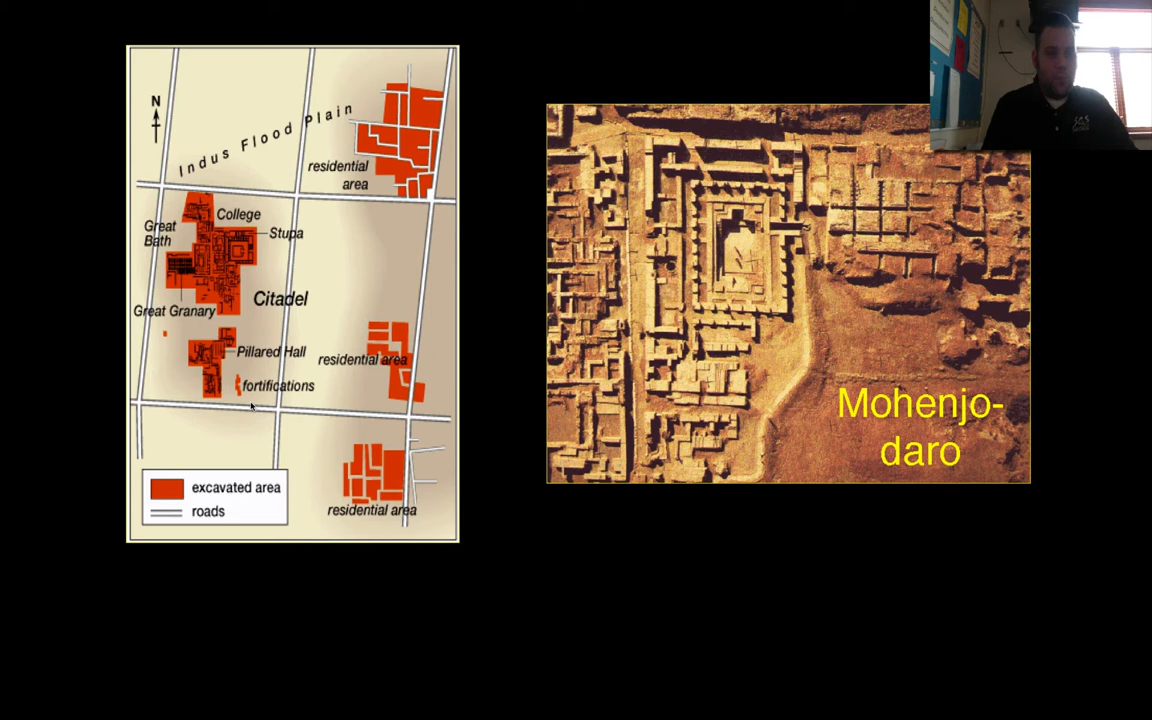 N
Indus Flood Plain
residential
area
College
Great
Bath
Stupa
Citadel
Great Granary
Pillared Hall
residential area
fortifications
excavated area
roads
residential area
Mohenjo-
daro